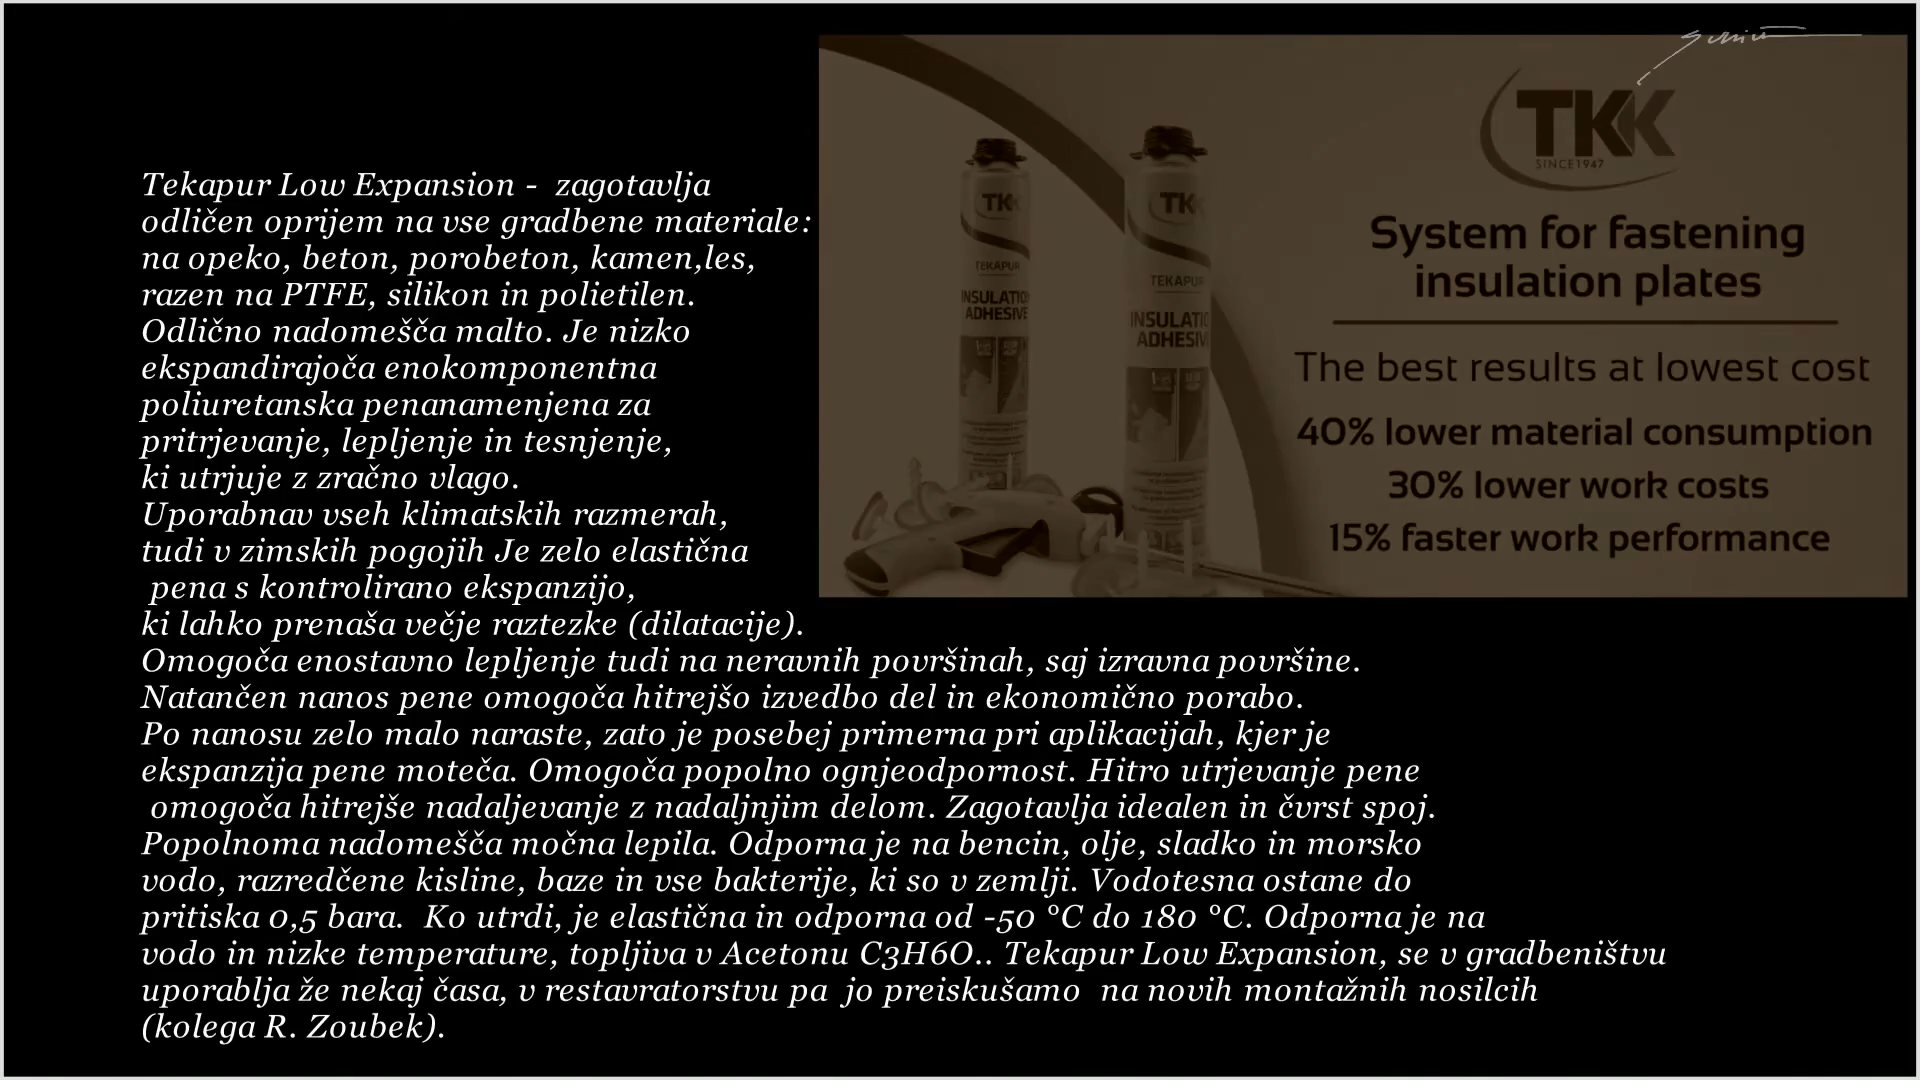 Tekapur Low Expansion - zagotavlja
odličen oprijem na vse gradbene materiale:
na opeko, beton, porobeton, kamen,les,
razen na PTFE, silikon in polietilen.
Odlično nadomešča malto. Je nizko
ekspandirajoča enokomponentna
poliuretanska penanamenjena za
pritrjevanje, lepljenje in tesnjenje,
ki utrjuje z zračno vlago.
Uporabnav vseh klimatskih razmerah,
tudi v zimskih pogojih Je zelo elastična
pena s kontrolirano ekspanzijo,
ki lahko prenaša večje raztezke (dilatacije).
Omogoča enostavno lepljenje tudi na neravnih površinah, saj izravna površine.
Natančen nanos pene omogoča hitrejšo izvedbo del in ekonomično porabo.
Po nanosu zelo malo naraste, zato je posebej primerna pri aplikacijah, kjer je
ekspanzija pene moteča. Omogoča popolno ognjeodpornost. Hitro utrjevanje pene
omogoča hitrejše nadaljevanje z nadaljnjim delom. Zagotavlja idealen in čvrst spoj.
Popolnoma nadomešča močna lepila. Odporna je na bencin, olje, sladko in morsko
vodo, razredčene kisline, baze in vse bakterije, ki so v zemlji. Vodotesna ostane do
pritiska 0,5 bara. Ko utrdi, je elastična in odporna od -50 °C do 180 °C. Odporna je na
vodo in nizke temperature, topljiva v Acetonu C3H6O.. Tekapur Low Expansion, se v gradbeništvu
uporablja že nekaj časa, v restavratorstvu pa jo preiskušamo na novih montažnih nosilcih
(kolega R. Zoubek).
TKK
SINCE1947
System for fastening
insulation plates
The best results at lowest cost
40% lower material consumption
30% lower work costs
15% faster work performance
TKK
TEKAPUR
INSULATIO
ADHESIVE
TKK
TEKAPUR
INSULATIO
ADHESIV